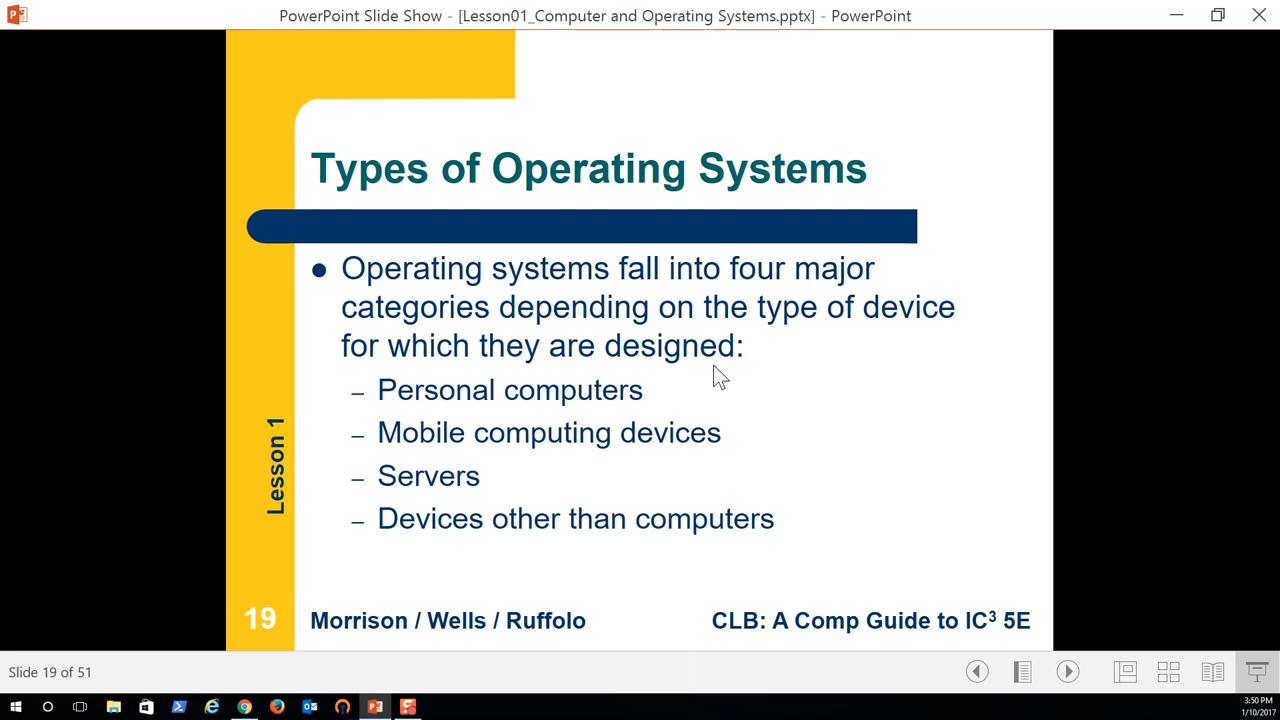 PowerPoint Slide Show - [Lesson01_Computer and Operating Systems.pptx] - PowerPoint
Types of Operating Systems
● Operating systems fall into four major
categories depending on the type of device
for which they are designed:
– Personal computers
– Mobile computing devices
– Servers
– Devices other than computers
Lesson 1
19
Morrison / Wells / Ruffolo
CLB: A Comp Guide to IC³ 5E
Slide 19 of 51
3:50 PM
1/10/2017